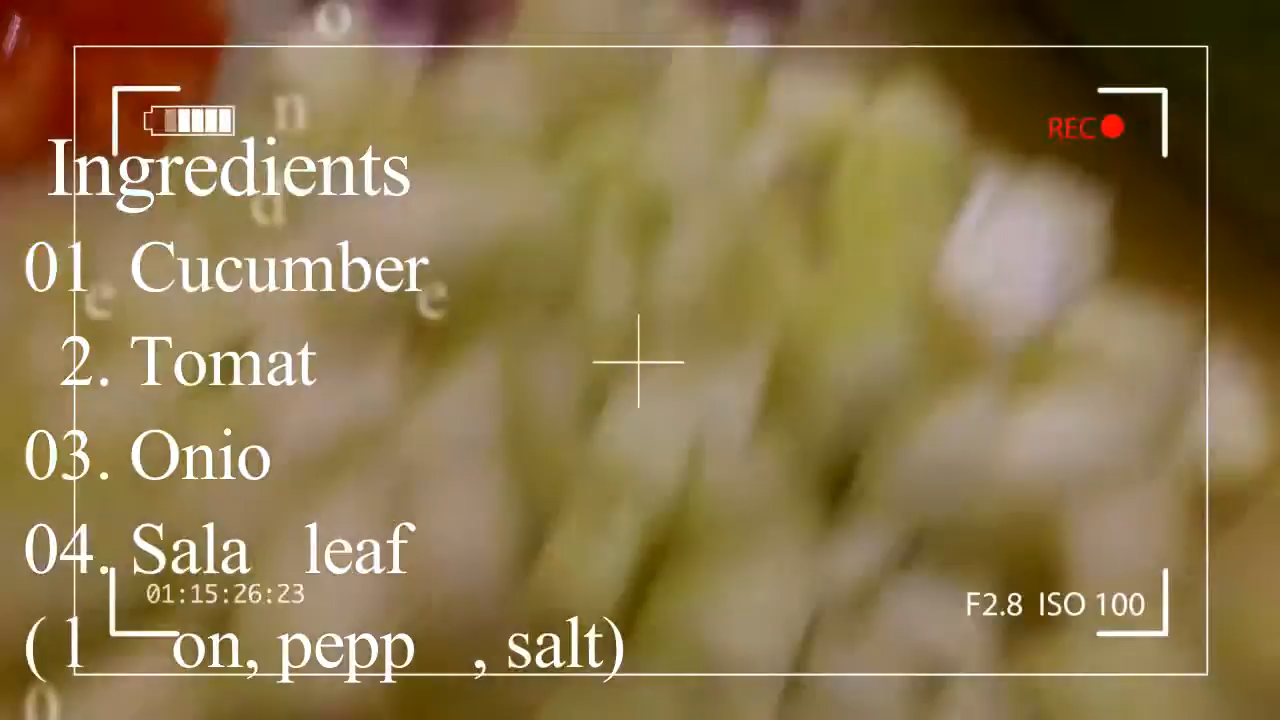 o
n
REC
Ingredients
d
01. Cucumber
e e
2. Tomat
03. Onio
04. Sala leaf
01:15:26:23
F2.8 ISO 100
( l on, pepp , salt)
o